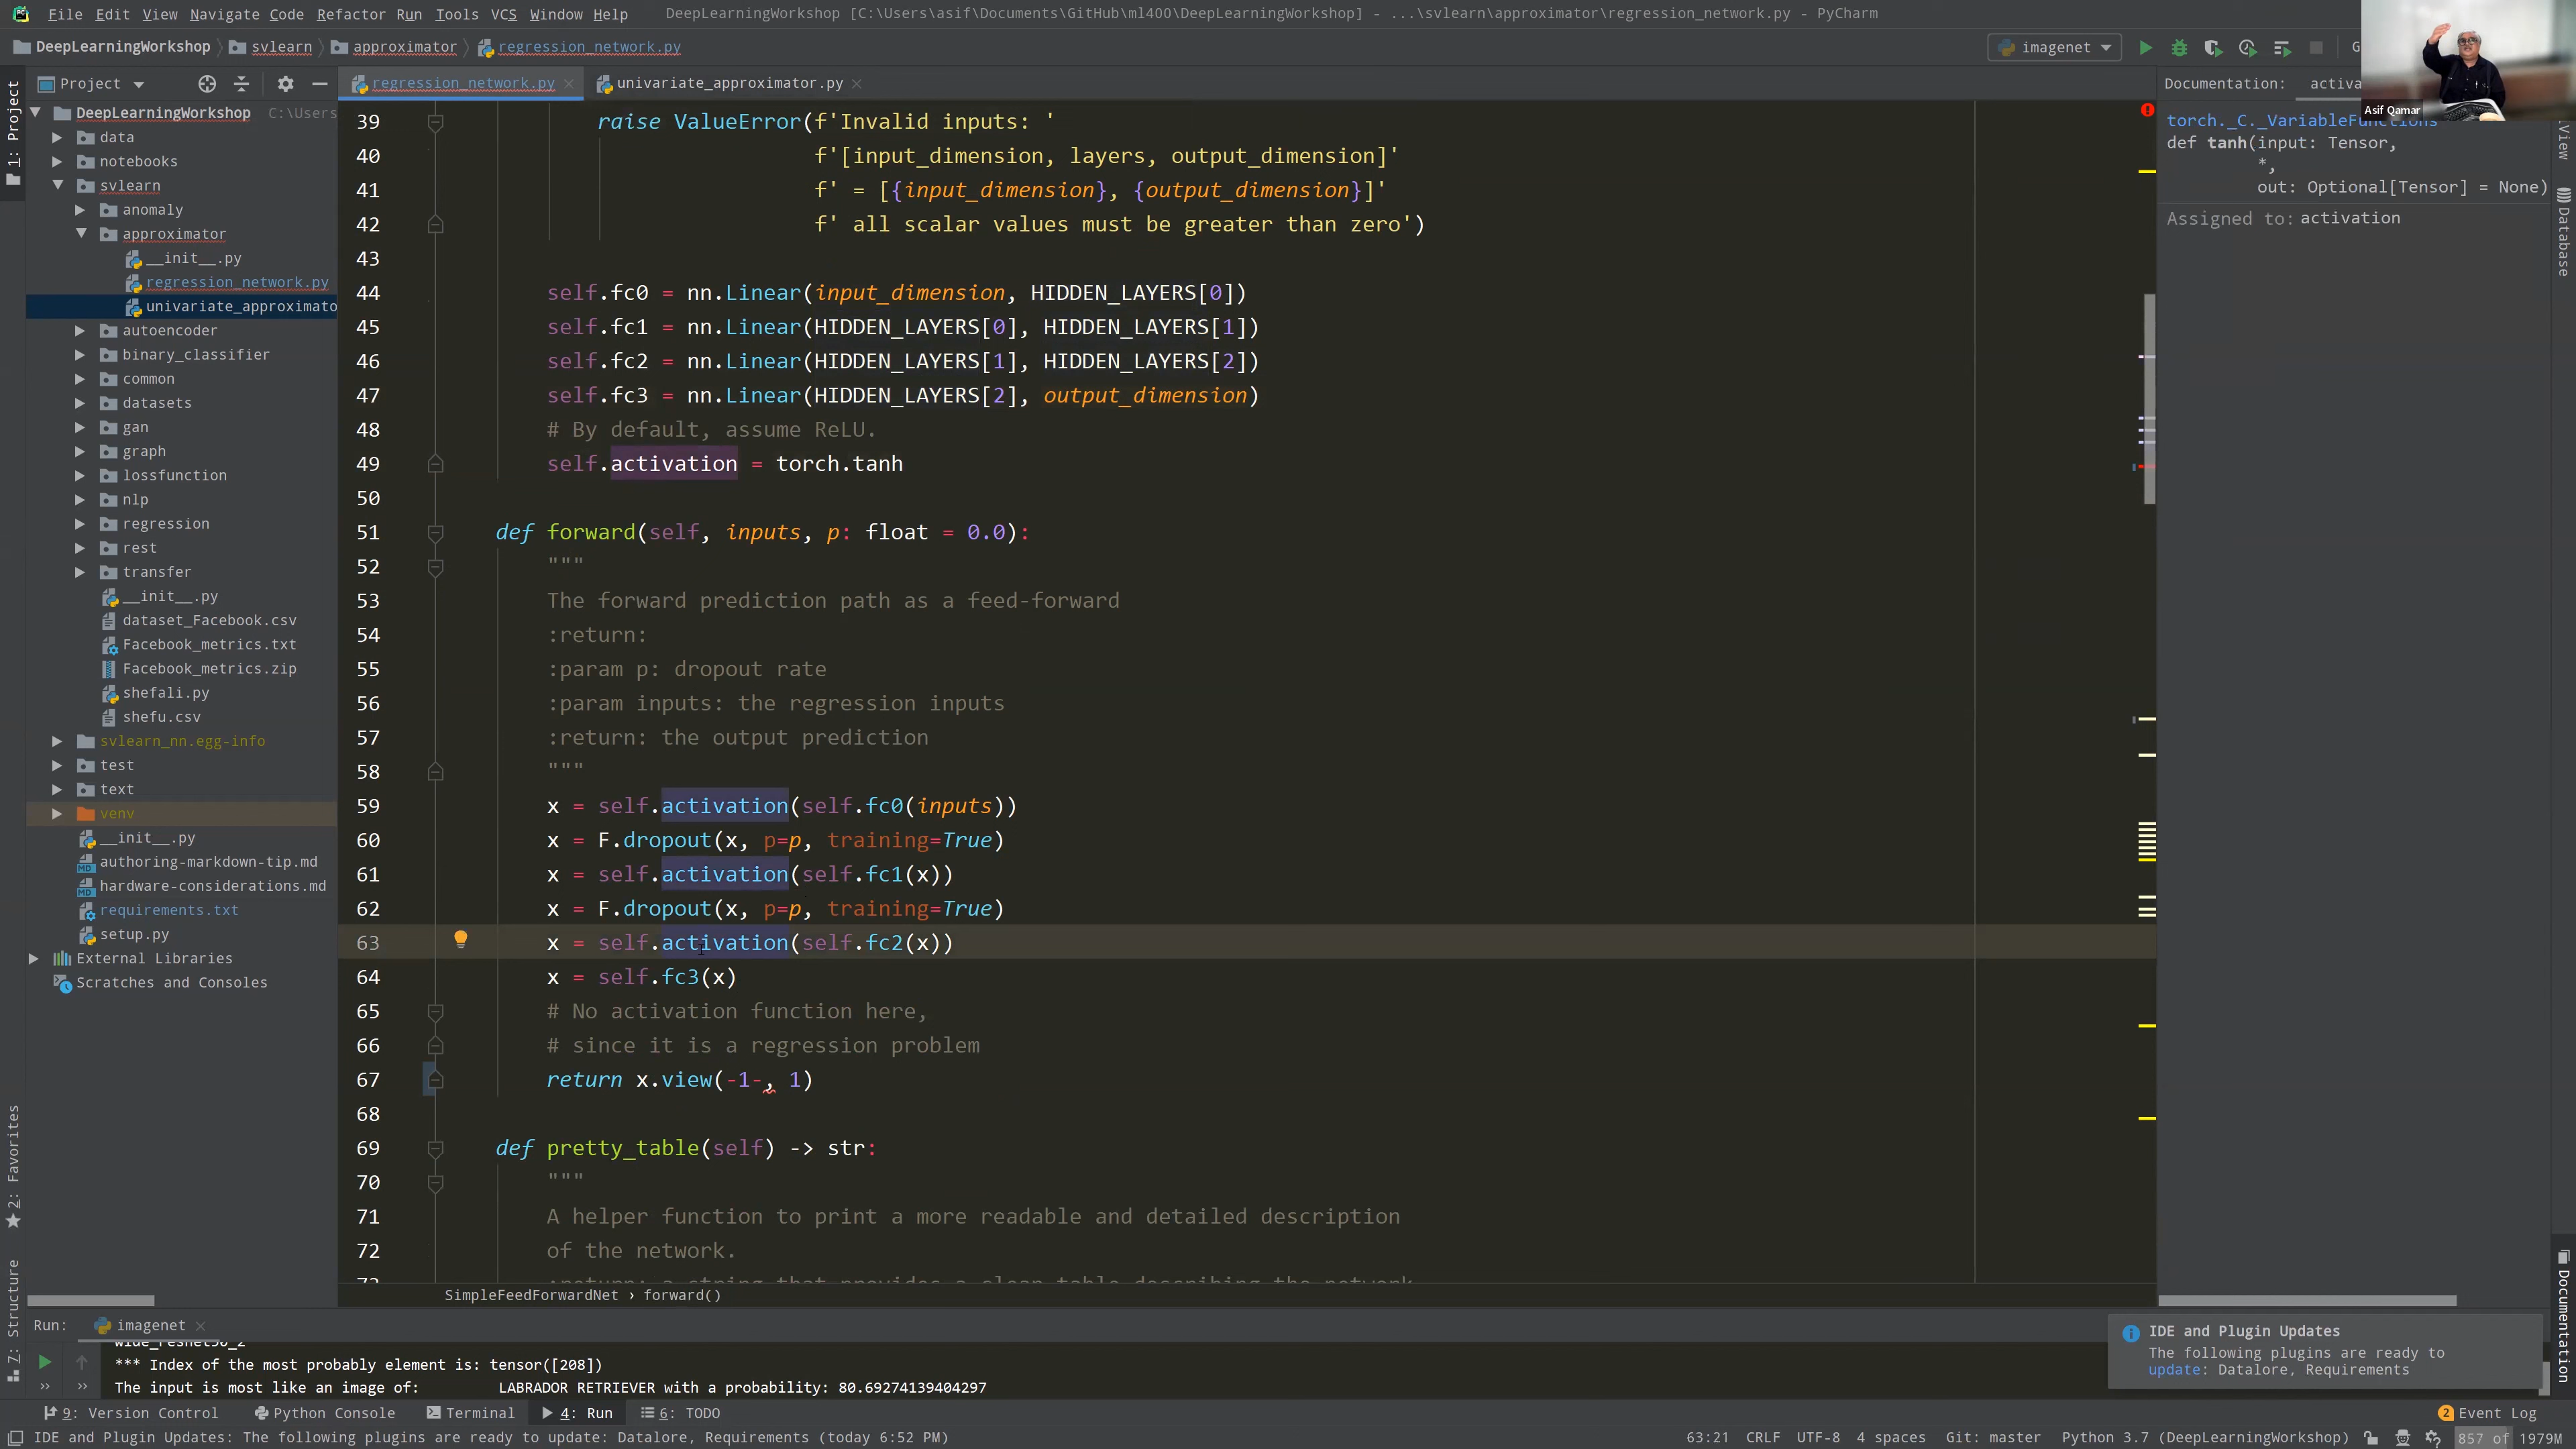 File Edit View Navigate Code Refactor Run Tools VCS Window Help DeepLearningWorkshop [C:\Users\asif\Documents\GitHub\ml400\DeepLearningWorkshop] - ...\svlearn\approximator\regression_network.py - PyCharm
DeepLearningWorkshop svlearn approximator regression_network.py imagenet
Asif Qamar
Project
regression_network.py univariate_approximator.py
Documentation:
1: Project
DeepLearningWorkshop C:\Users
data
notebooks
svlearn
anomaly
approximator
__init__.py
regression_network.py
univariate_approximato
autoencoder
binary_classifier
common
datasets
gan
graph
lossfunction
nlp
regression
rest
transfer
__init__.py
dataset_Facebook.csv
Facebook_metrics.txt
Facebook_metrics.zip
shefali.py
shefu.csv
svlearn_nn.egg-info
test
text
venv
__init__.py
authoring-markdown-tip.md
hardware-considerations.md
requirements.txt
setup.py
External Libraries
Scratches and Consoles
2: Favorites
7: Structure
39 raise ValueError(f'Invalid inputs: '
40 f'[input_dimension, layers, output_dimension]'
41 f' = [{input_dimension}, {output_dimension}]'
42 f' all scalar values must be greater than zero')
43
44 self.fc0 = nn.Linear(input_dimension, HIDDEN_LAYERS[0])
45 self.fc1 = nn.Linear(HIDDEN_LAYERS[0], HIDDEN_LAYERS[1])
46 self.fc2 = nn.Linear(HIDDEN_LAYERS[1], HIDDEN_LAYERS[2])
47 self.fc3 = nn.Linear(HIDDEN_LAYERS[2], output_dimension)
48 # By default, assume ReLU.
49 self.activation = torch.tanh
50
51 def forward(self, inputs, p: float = 0.0):
52 """
53 The forward prediction path as a feed-forward
54 :return:
55 :param p: dropout rate
56 :param inputs: the regression inputs
57 :return: the output prediction
58 """
59 x = self.activation(self.fc0(inputs))
60 x = F.dropout(x, p=p, training=True)
61 x = self.activation(self.fc1(x))
62 x = F.dropout(x, p=p, training=True)
63 x = self.activation(self.fc2(x))
64 x = self.fc3(x)
65 # No activation function here,
66 # since it is a regression problem
67 return x.view(-1-, 1)
68
69 def pretty_table(self) -> str:
70 """
71 A helper function to print a more readable and detailed description
72 of the network.
:return: a string that provides a clean table describing the network
SimpleFeedForwardNet › forward()
torch._C._VariableFunctions
def tanh(input: Tensor,
*,
out: Optional[Tensor] = None)
Assigned to: activation
Database
Documentation
Run: imagenet
*** Index of the most probably element is: tensor([208])
The input is most like an image of: LABRADOR RETRIEVER with a probability: 80.69274139404297
IDE and Plugin Updates
The following plugins are ready to
update: Datalore, Requirements
9: Version Control Python Console Terminal 4: Run 6: TODO 2 Event Log
IDE and Plugin Updates: The following plugins are ready to update: Datalore, Requirements (today 6:52 PM) 63:21 CRLF UTF-8 4 spaces Git: master Python 3.7 (DeepLearningWorkshop) 857 of 1979M